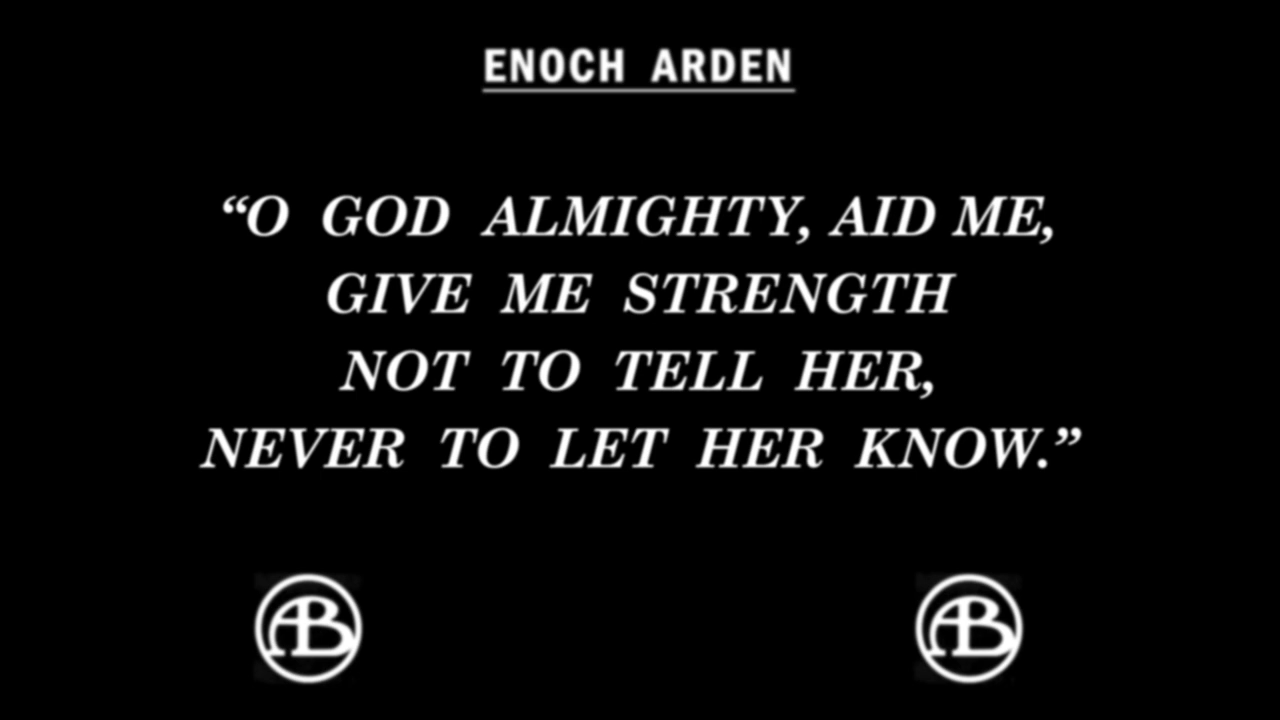 ENOCH ARDEN
“O GOD ALMIGHTY, AID ME,
GIVE ME STRENGTH
NOT TO TELL HER,
NEVER TO LET HER KNOW.”
AB AB